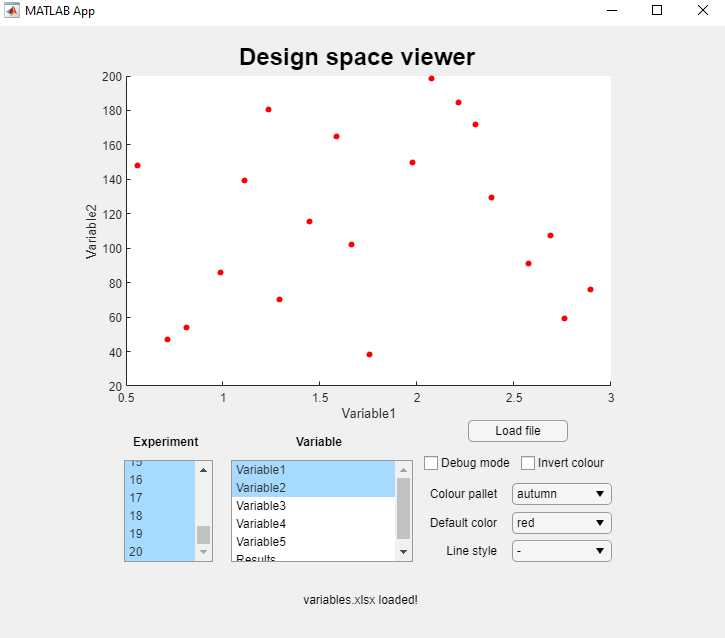 MATLAB App
Design space viewer
200
180
160
140
120
100
80
60
40
20
Variable2
0.5 1 1.5 2 2.5 3
Variable1
Load file
Experiment
15
16
17
18
19
20
Variable
Variable1
Variable2
Variable3
Variable4
Variable5
Results
Debug mode Invert colour
Colour pallet autumn
Default color red
Line style -
variables.xlsx loaded!